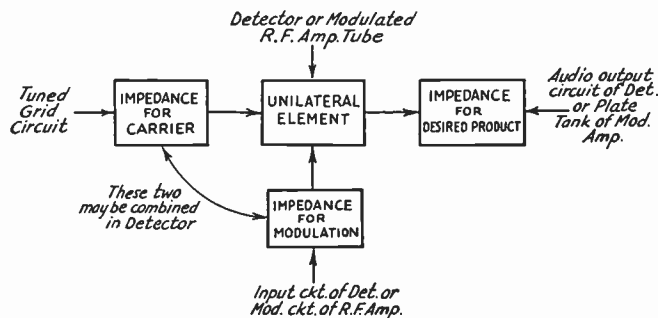 Detector or Modulated
R.F. Amp. Tube
Tuned
Grid
Circuit
IMPEDANCE
FOR
CARRIER
UNILATERAL
ELEMENT
IMPEDANCE
FOR
DESIRED PRODUCT
Audio output
circuit of Det.
or Plate
Tank of Mod.
Amp.
These two
may be combined
in Detector
IMPEDANCE
FOR
MODULATION
Input ckt. of Det. or
Mod. ckt. of R.F. Amp.